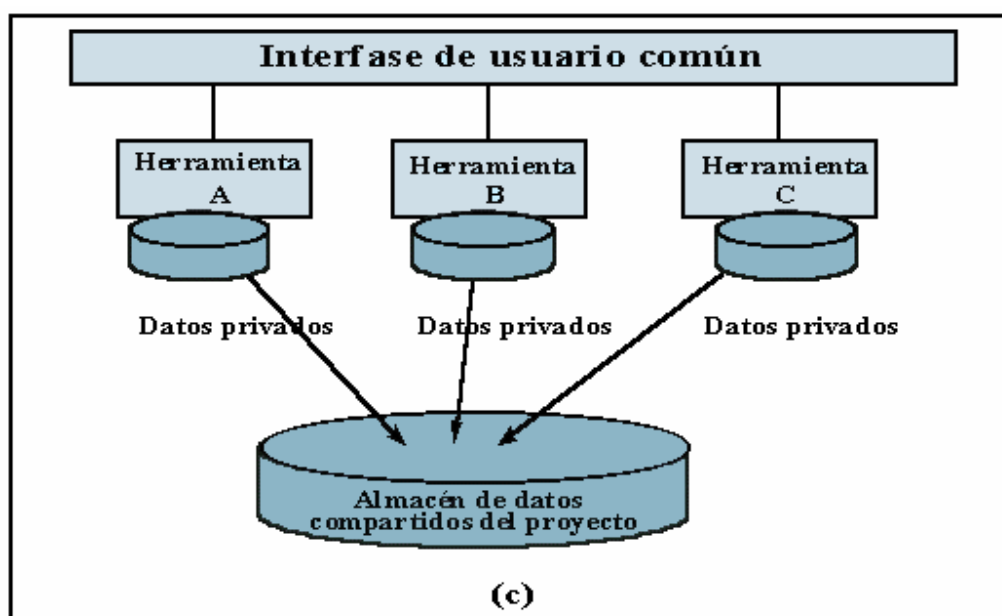 Interfase de usuario común
Herramienta
A
Herramienta
B
Herramienta
C
Datos privados
Datos privados
Datos privados
Almacén de datos
compartidos del proyecto
(c)